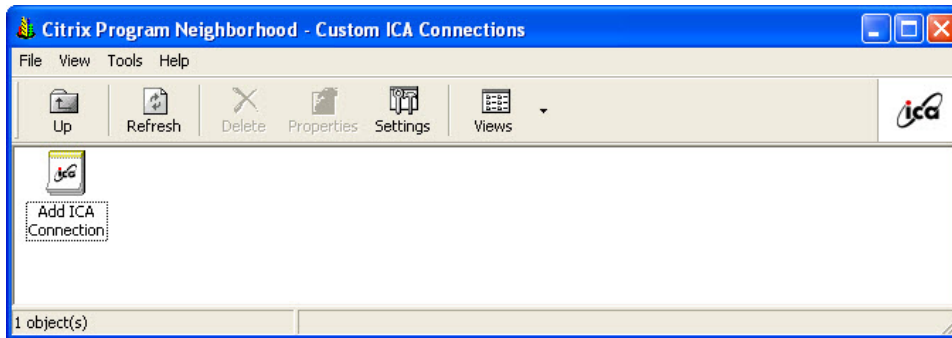 Citrix Program Neighborhood - Custom ICA Connections
File View Tools Help
Up Refresh Delete Properties Settings Views
ica
ica
Add ICA
Connection
1 object(s)